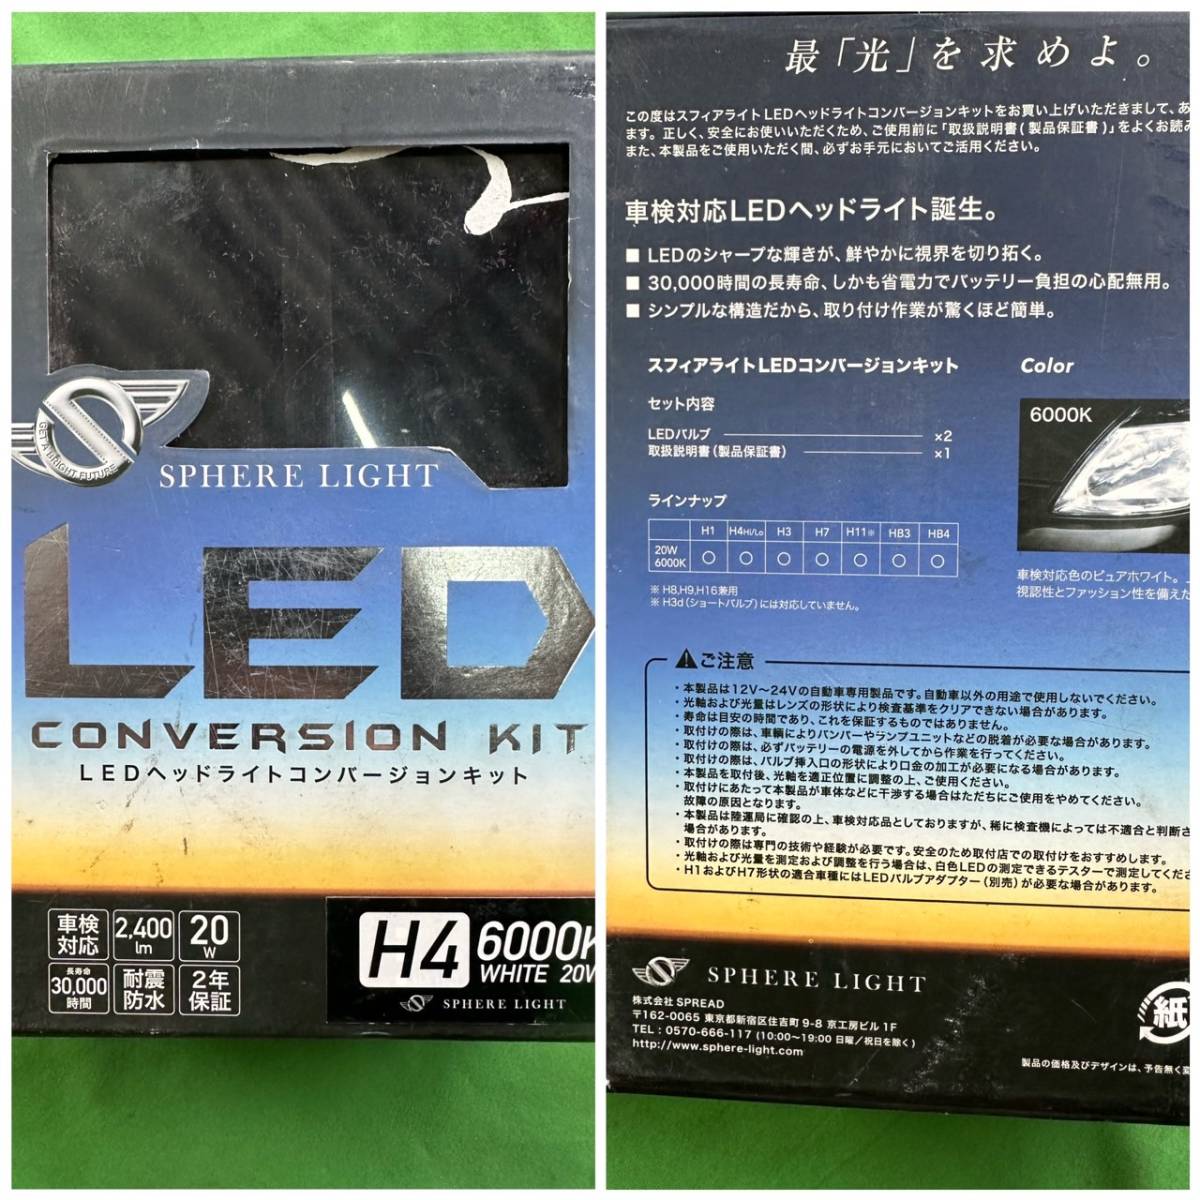 GET A BRIGHT FUTURE
SPHERE LIGHT
LED
CONVERSION KIT
LEDヘッドライトコンバージョンキット
車検
対応
2,400
lm
20
W
長寿命
30,000
時間
耐震
防水
2年
保証
H4
6000K
WHITE 20W
SPHERE LIGHT
最「光」を求めよ。
この度はスフィアライトLEDヘッドライトコンバージョンキットをお買い上げいただきまして、あ
ます。正しく、安全にお使いいただくため、ご使用前に「取扱説明書(製品保証書)」をよくお読み
また、本製品をご使用いただく間、必ずお手元においてご活用ください。
車検対応LEDヘッドライト誕生。
■ LEDのシャープな輝きが、鮮やかに視界を切り拓く。
■ 30,000時間の長寿命、しかも省電力でバッテリー負担の心配無用。
■ シンプルな構造だから、取り付け作業が驚くほど簡単。
スフィアライトLEDコンバージョンキット
セット内容
LEDバルブ ×2
取扱説明書(製品保証書) ×1
ラインナップ
H1 H4Hi/Lo H3 H7 H11※ HB3 HB4
20W
6000K ○ ○ ○ ○ ○ ○ ○
※ H8,H9,H16兼用
※ H3d(ショートバルブ)には対応していません。
Color
6000K
車検対応色のピュアホワイト。
視認性とファッション性を備えた
⚠ご注意
・本製品は12V〜24Vの自動車専用製品です。自動車以外の用途で使用しないでください。
・光軸および光量はレンズの形状により検査基準をクリアできない場合があります。
・寿命は目安の時間であり、これを保証するものではありません。
・取付の際は、車輌によりバンパーやランプユニットなどの脱着が必要な場合があります。
・取付の際は、必ずバッテリーの電源を外してから作業を行ってください。
・取付の際は、バルブ挿入口の形状により口金の加工が必要になる場合があります。
・本製品を取付後、光軸を適正位置に調整の上、ご使用ください。
・取付けにあたって本製品が車体などに干渉する場合はただちにご使用をやめてください。
故障の原因となります。
・本製品は陸運局に確認の上、車検対応品としておりますが、稀に検査機によっては不適合と判断さ
場合があります。
・取付の際は専門の技術や経験が必要です。安全のため取付店での取付けをおすすめします。
・光軸および光量を測定および調整を行う場合は、白色LEDの測定できるテスターで測定してくださ
・H1およびH7形状の適合車種にはLEDバルブアダプター(別売)が必要な場合があります。
SPHERE LIGHT
株式会社 SPREAD
〒162-0065 東京都新宿区住吉町 9-8 京工房ビル 1F
TEL : 0570-666-117 (10:00〜19:00 日曜/祝日を除く)
http://www.sphere-light.com
紙
製品の価格及びデザインは、予告無く変